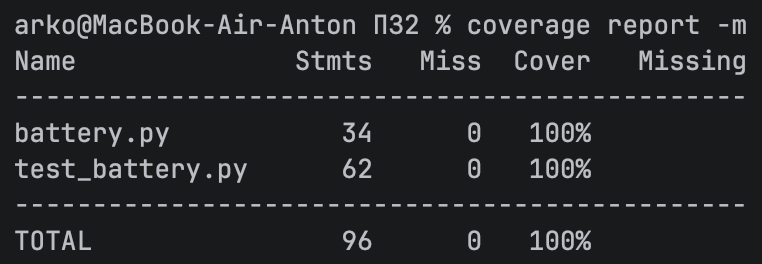 arko@MacBook-Air-Anton П32 % coverage report -m
Name                Stmts   Miss  Cover   Missing
-----------------------------------------------
battery.py             34      0   100%
test_battery.py        62      0   100%
-----------------------------------------------
TOTAL                  96      0   100%